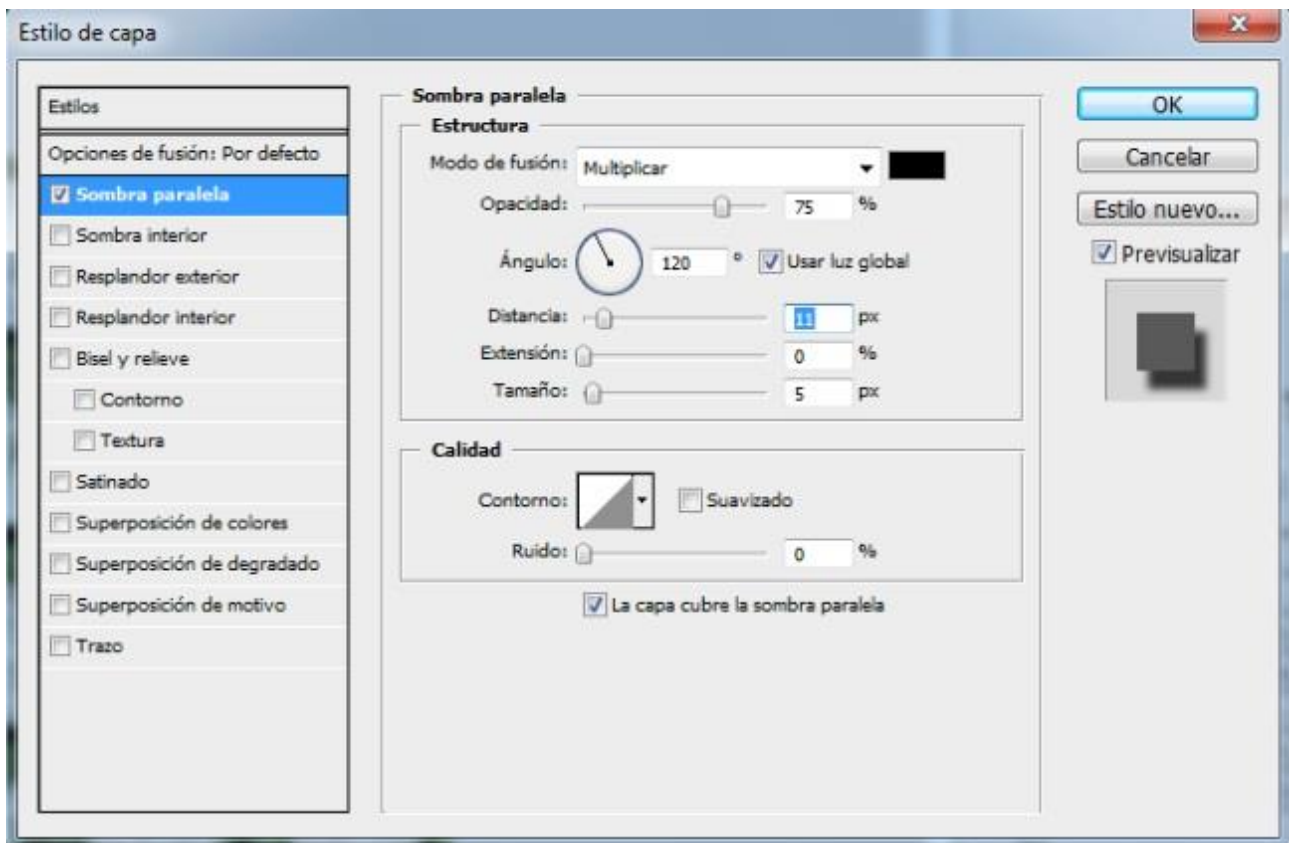 Estilo de capa
Estilos
Opciones de fusión: Por defecto
Sombra paralela
Sombra interior
Resplandor exterior
Resplandor interior
Bisel y relieve
Contorno
Textura
Satinado
Superposición de colores
Superposición de degradado
Superposición de motivo
Trazo
Sombra paralela
Estructura
Modo de fusión: Multiplicar
Opacidad: 75 %
Ángulo: 120 ° Usar luz global
Distancia: 11 px
Extensión: 0 %
Tamaño: 5 px
Calidad
Contorno: Suavizado
Ruido: 0 %
La capa cubre la sombra paralela
OK
Cancelar
Estilo nuevo...
Previsualizar